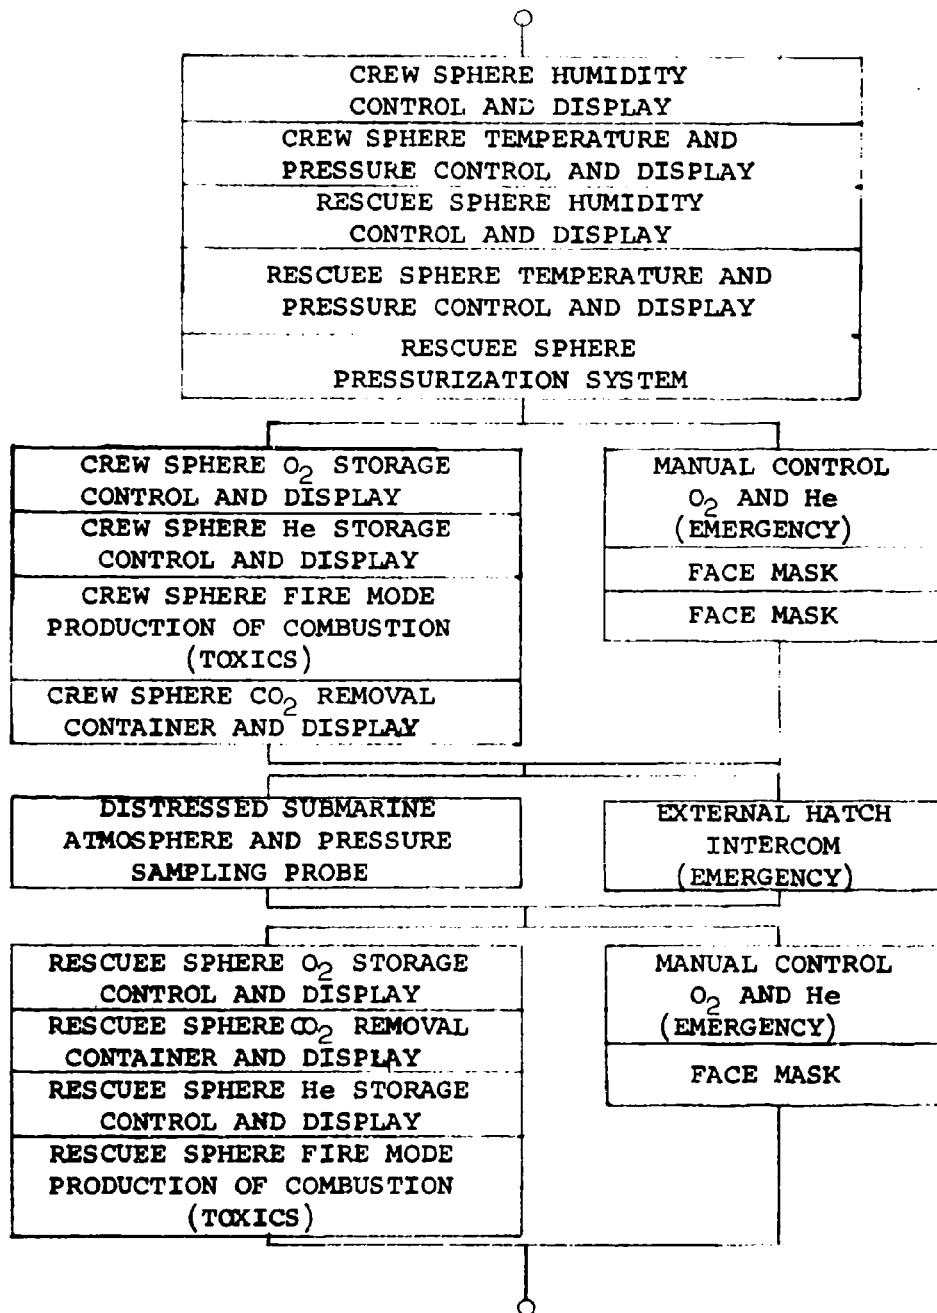 CREW SPHERE HUMIDITY
CONTROL AND DISPLAY
CREW SPHERE TEMPERATURE AND
PRESSURE CONTROL AND DISPLAY
RESCUEE SPHERE HUMIDITY
CONTROL AND DISPLAY
RESCUEE SPHERE TEMPERATURE AND
PRESSURE CONTROL AND DISPLAY
RESCUEE SPHERE
PRESSURIZATION SYSTEM
CREW SPHERE O₂ STORAGE
CONTROL AND DISPLAY
CREW SPHERE He STORAGE
CONTROL AND DISPLAY
CREW SPHERE FIRE MODE
PRODUCTION OF COMBUSTION
(TOXICS)
CREW SPHERE CO₂ REMOVAL
CONTAINER AND DISPLAY
MANUAL CONTROL
O₂ AND He
(EMERGENCY)
FACE MASK
FACE MASK
DISTRESSED SUBMARINE
ATMOSPHERE AND PRESSURE
SAMPLING PROBE
EXTERNAL HATCH
INTERCOM
(EMERGENCY)
RESCUEE SPHERE O₂ STORAGE
CONTROL AND DISPLAY
RESCUEE SPHERE CO₂ REMOVAL
CONTAINER AND DISPLAY
RESCUEE SPHERE He STORAGE
CONTROL AND DISPLAY
RESCUEE SPHERE FIRE MODE
PRODUCTION OF COMBUSTION
(TOXICS)
MANUAL CONTROL
O₂ AND He
(EMERGENCY)
FACE MASK